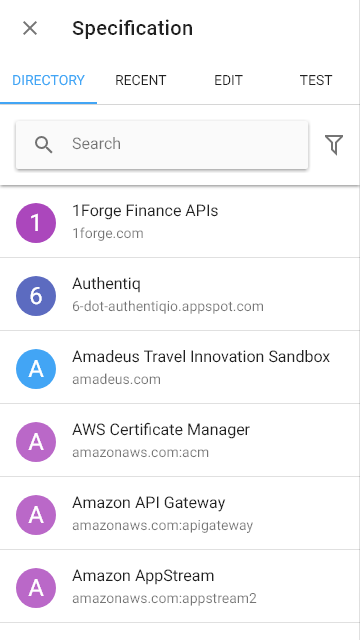 Specification
DIRECTORY RECENT EDIT TEST
Search
1
1Forge Finance APIs
1forge.com
6
Authentiq
6-dot-authentiqio.appspot.com
A
Amadeus Travel Innovation Sandbox
amadeus.com
A
AWS Certificate Manager
amazonaws.com:acm
A
Amazon API Gateway
amazonaws.com:apigateway
A
Amazon AppStream
amazonaws.com:appstream2